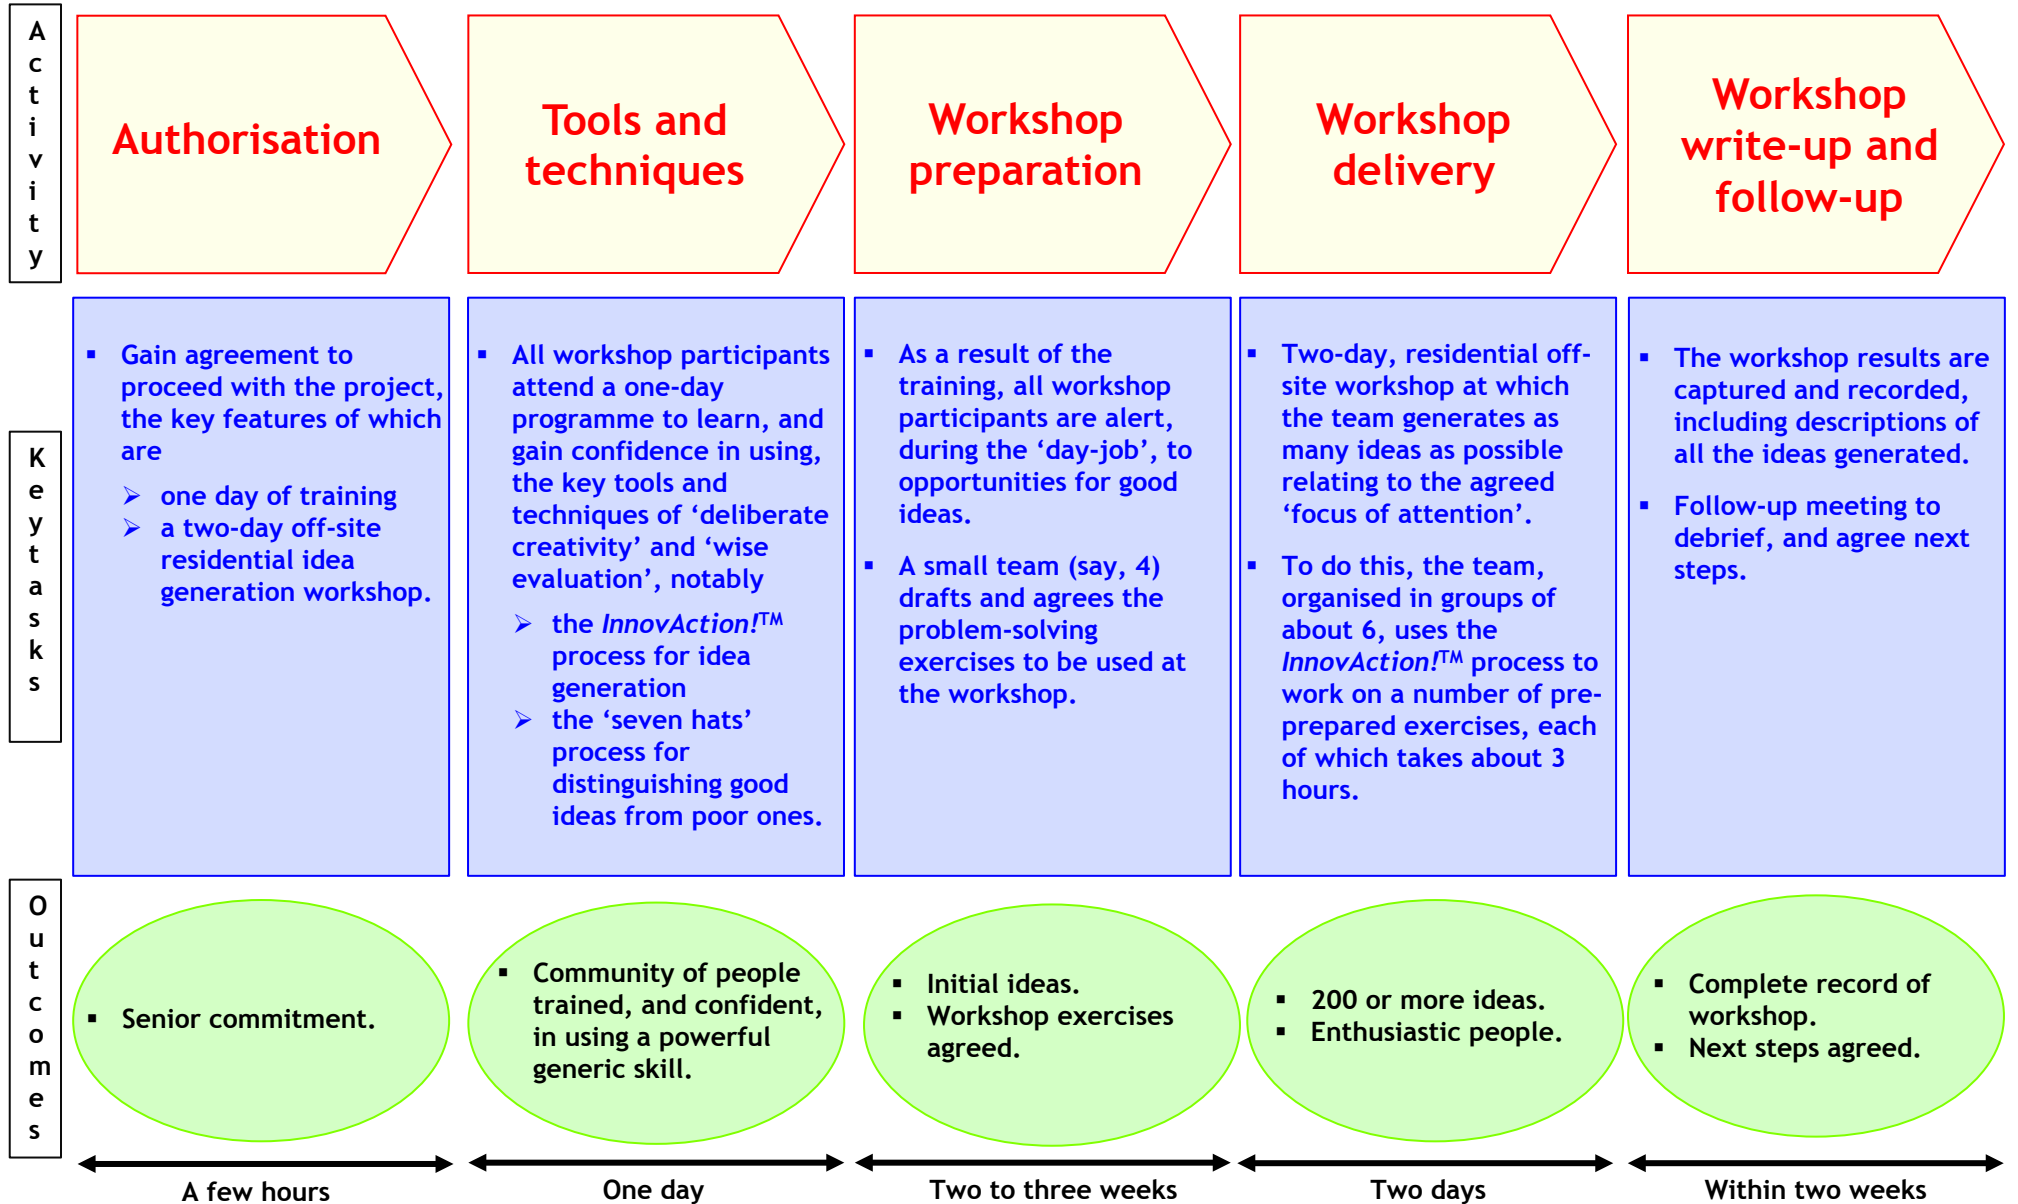 Activity
Authorisation
Tools and
techniques
Workshop
preparation
Workshop
delivery
Workshop
write-up and
follow-up
Key tasks
▪ Gain agreement to
proceed with the project,
the key features of which
are
➢ one day of training
➢ a two-day off-site
residential idea
generation workshop.
▪ All workshop participants
attend a one-day
programme to learn, and
gain confidence in using,
the key tools and
techniques of ‘deliberate
creativity’ and ‘wise
evaluation’, notably
➢ the InnovAction!™
process for idea
generation
➢ the ‘seven hats’
process for
distinguishing good
ideas from poor ones.
▪ As a result of the
training, all workshop
participants are alert,
during the ‘day-job’, to
opportunities for good
ideas.
▪ A small team (say, 4)
drafts and agrees the
problem-solving
exercises to be used at
the workshop.
▪ Two-day, residential off-
site workshop at which
the team generates as
many ideas as possible
relating to the agreed
‘focus of attention’.
▪ To do this, the team,
organised in groups of
about 6, uses the
InnovAction!™ process to
work on a number of pre-
prepared exercises, each
of which takes about 3
hours.
▪ The workshop results are
captured and recorded,
including descriptions of
all the ideas generated.
▪ Follow-up meeting to
debrief, and agree next
steps.
Outcomes
▪ Senior commitment.
▪ Community of people
trained, and confident,
in using a powerful
generic skill.
▪ Initial ideas.
▪ Workshop exercises
agreed.
▪ 200 or more ideas.
▪ Enthusiastic people.
▪ Complete record of
workshop.
▪ Next steps agreed.
A few hours
One day
Two to three weeks
Two days
Within two weeks